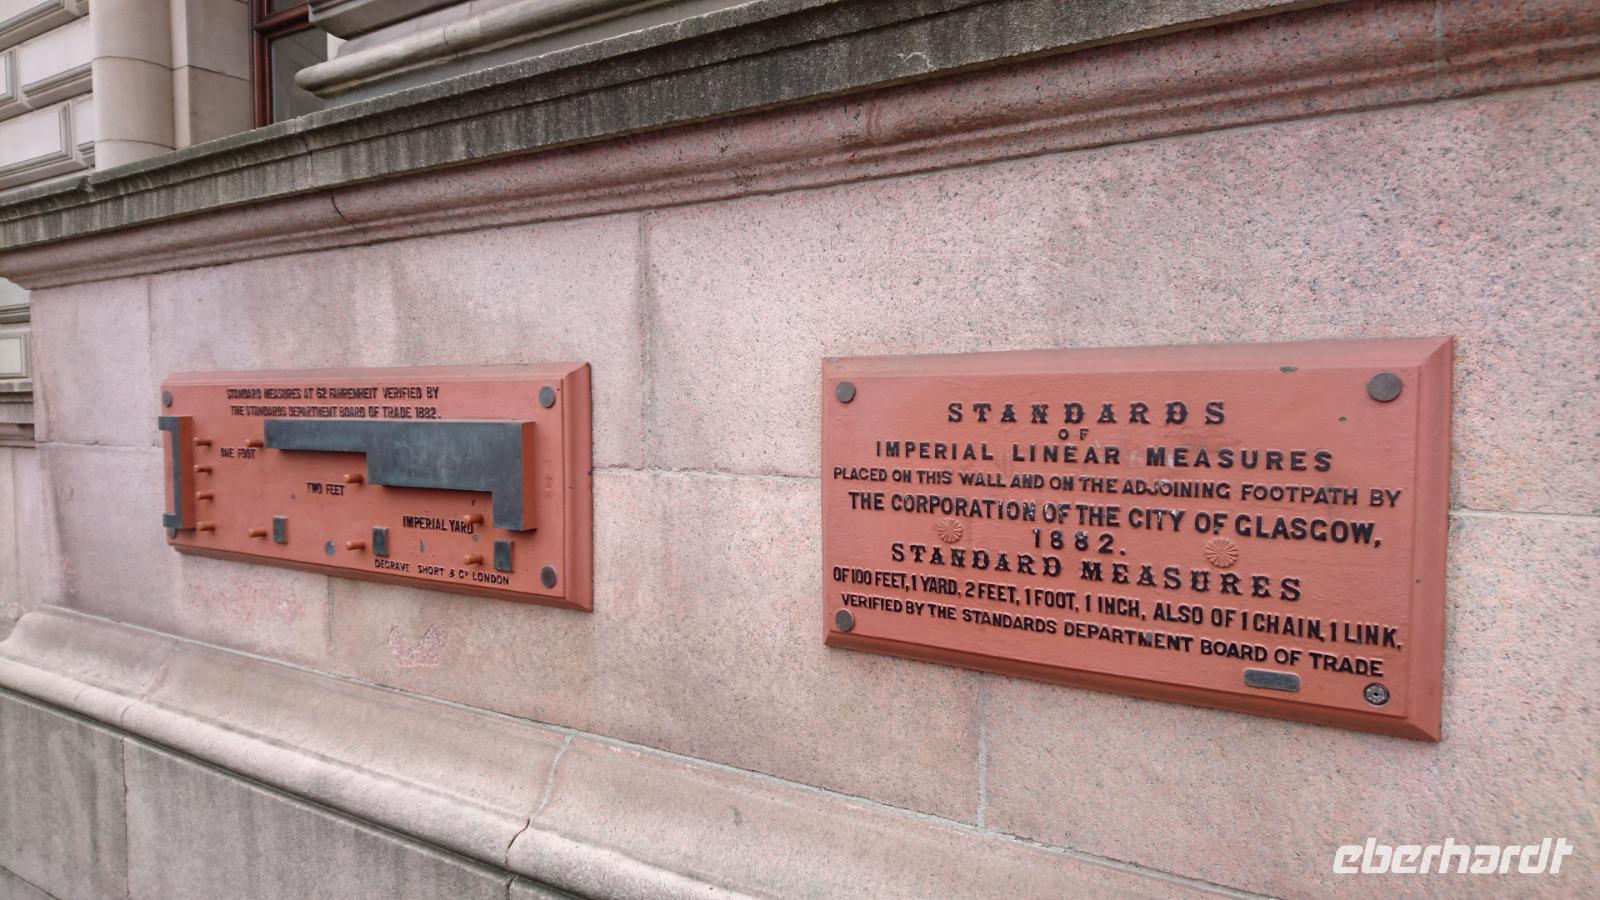 STANDARD MEASURES AT 62 FAHRENHEIT VERIFIED BY
THE STANDARDS DEPARTMENT BOARD OF TRADE 1882.
ONE FOOT
TWO FEET
IMPERIAL YARD
DEGRAVE SHORT & Cº LONDON
STANDARDS
OF
IMPERIAL LINEAR MEASURES
PLACED ON THIS WALL AND ON THE ADJOINING FOOTPATH BY
THE CORPORATION OF THE CITY OF GLASGOW,
1882.
STANDARD MEASURES
OF 100 FEET, 1 YARD, 2 FEET, 1 FOOT, 1 INCH, ALSO OF 1 CHAIN, 1 LINK,
VERIFIED BY THE STANDARDS DEPARTMENT BOARD OF TRADE
eberhardt